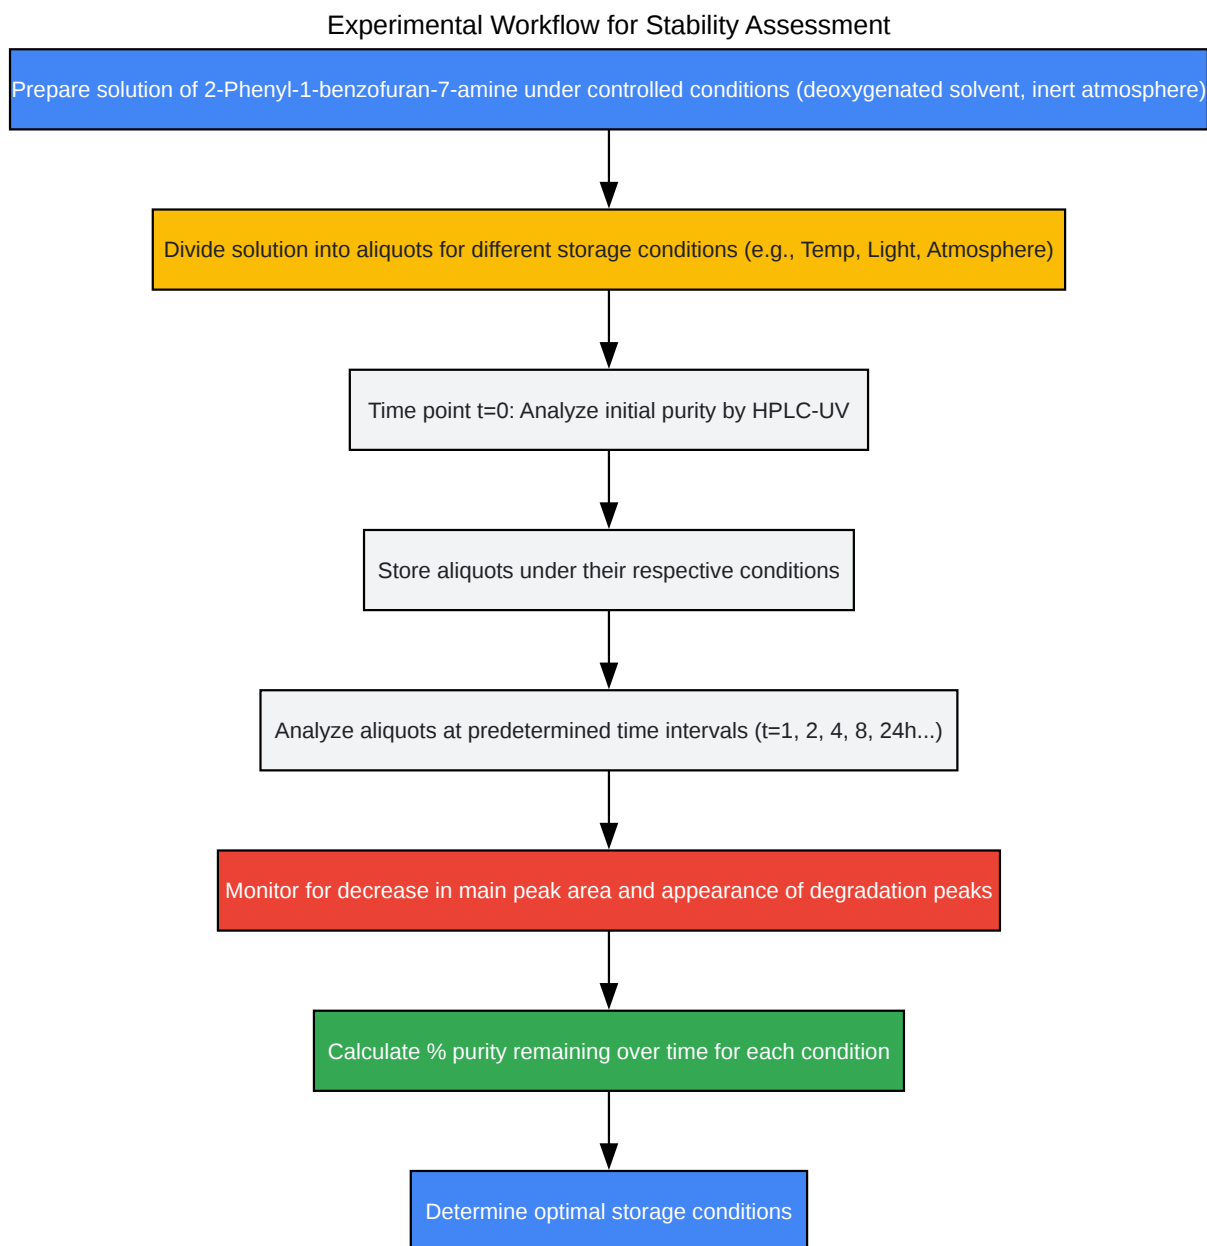 Experimental Workflow for Stability Assessment
Prepare solution of 2-Phenyl-1-benzofuran-7-amine under controlled conditions (deoxygenated solvent, inert atmosphere)
Divide solution into aliquots for different storage conditions (e.g., Temp, Light, Atmosphere)
Time point t=0: Analyze initial purity by HPLC-UV
Store aliquots under their respective conditions
Analyze aliquots at predetermined time intervals (t=1, 2, 4, 8, 24h...)
Monitor for decrease in main peak area and appearance of degradation peaks
Calculate % purity remaining over time for each condition
Determine optimal storage conditions